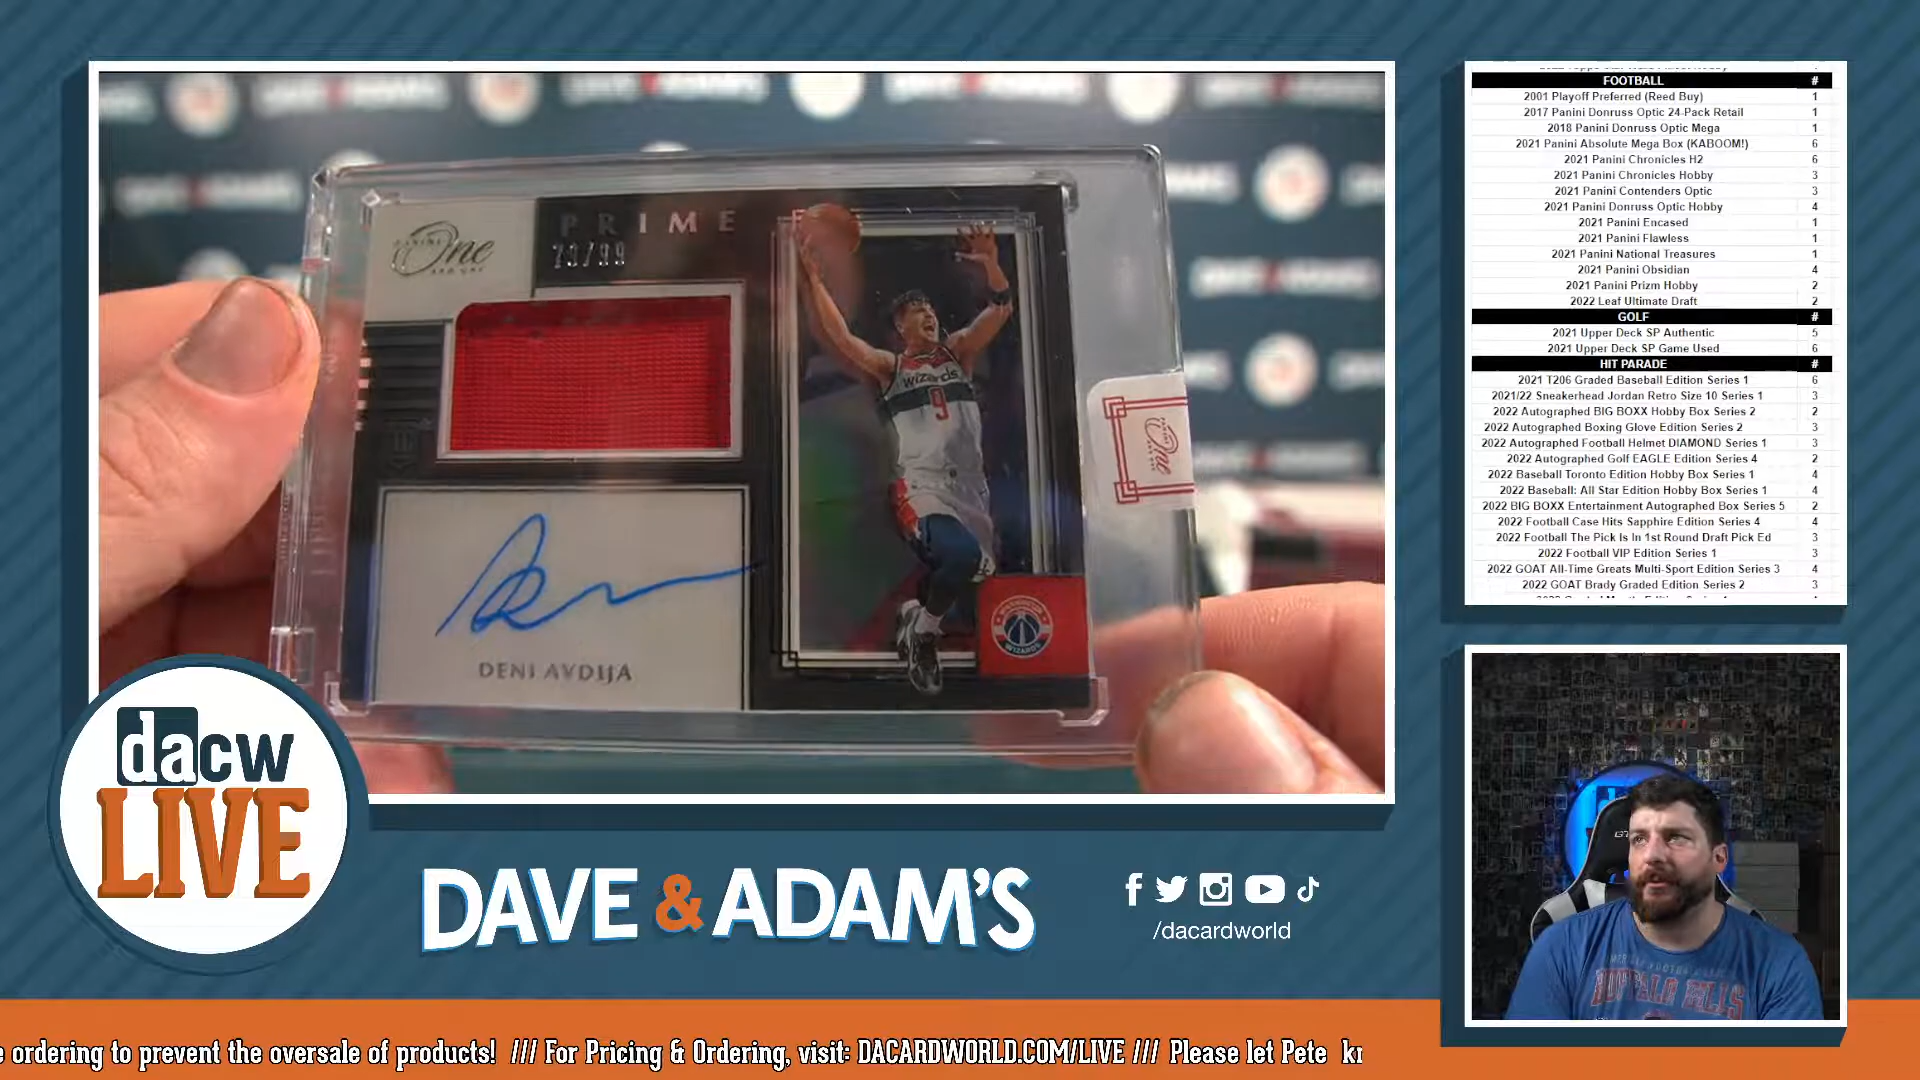 PRIME
73/99
PANINI
One
AND ONE
wizards
9
DENI AVDIJA
WASHINGTON
WIZARDS
dacw
LIVE
DAVE & ADAM'S
/dacardworld
e ordering to prevent the oversale of products! /// For Pricing & Ordering, visit: DACARDWORLD.COM/LIVE /// Please let Pete kn
FOOTBALL #
2001 Playoff Preferred (Reed Buy) 1
2017 Panini Donruss Optic 24-Pack Retail 1
2018 Panini Donruss Optic Mega 1
2021 Panini Absolute Mega Box (KABOOM!) 6
2021 Panini Chronicles H2 6
2021 Panini Chronicles Hobby 3
2021 Panini Contenders Optic 3
2021 Panini Donruss Optic Hobby 4
2021 Panini Encased 1
2021 Panini Flawless 1
2021 Panini National Treasures 1
2021 Panini Obsidian 4
2021 Panini Prizm Hobby 2
2022 Leaf Ultimate Draft 2
GOLF #
2021 Upper Deck SP Authentic 5
2021 Upper Deck SP Game Used 6
HIT PARADE #
2021 T206 Graded Baseball Edition Series 1 6
2021/22 Sneakerhead Jordan Retro Size 10 Series 1 3
2022 Autographed BIG BOXX Hobby Box Series 2 2
2022 Autographed Boxing Glove Edition Series 2 3
2022 Autographed Football Helmet DIAMOND Series 1 3
2022 Autographed Golf EAGLE Edition Series 4 2
2022 Baseball Toronto Edition Hobby Box Series 1 4
2022 Baseball: All Star Edition Hobby Box Series 1 4
2022 BIG BOXX Entertainment Autographed Box Series 5 2
2022 Football Case Hits Sapphire Edition Series 4 4
2022 Football The Pick Is In 1st Round Draft Pick Ed 3
2022 Football VIP Edition Series 1 3
2022 GOAT All-Time Greats Multi-Sport Edition Series 3 4
2022 GOAT Brady Graded Edition Series 2 3
BUFFALO BILLS